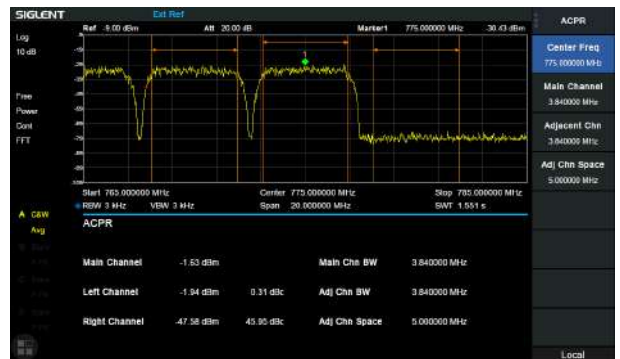 SIGLENT Ext Ref
Ref -9.00 dBm Att 20.00 dB Marker1 775.000000 MHz -30.43 dBm
ACPR
Log
10 dB
Center Freq
775.000000 MHz
Main Channel
3.840000 MHz
Free
Power
Cont
FFT
Adjacent Chn
3.840000 MHz
Adj Chn Space
5.000000 MHz
1
Start 765.000000 MHz Center 775.000000 MHz Stop 785.000000 MHz
RBW 3 kHz VBW 3 kHz Span 20.000000 MHz SWT 1.551 s
A C&W
Avg
ACPR
Main Channel -1.63 dBm Main Chn BW 3.840000 MHz
Left Channel -1.94 dBm 0.31 dBc Adj Chn BW 3.840000 MHz
Right Channel -47.58 dBm 45.95 dBc Adj Chn Space 5.000000 MHz
Local